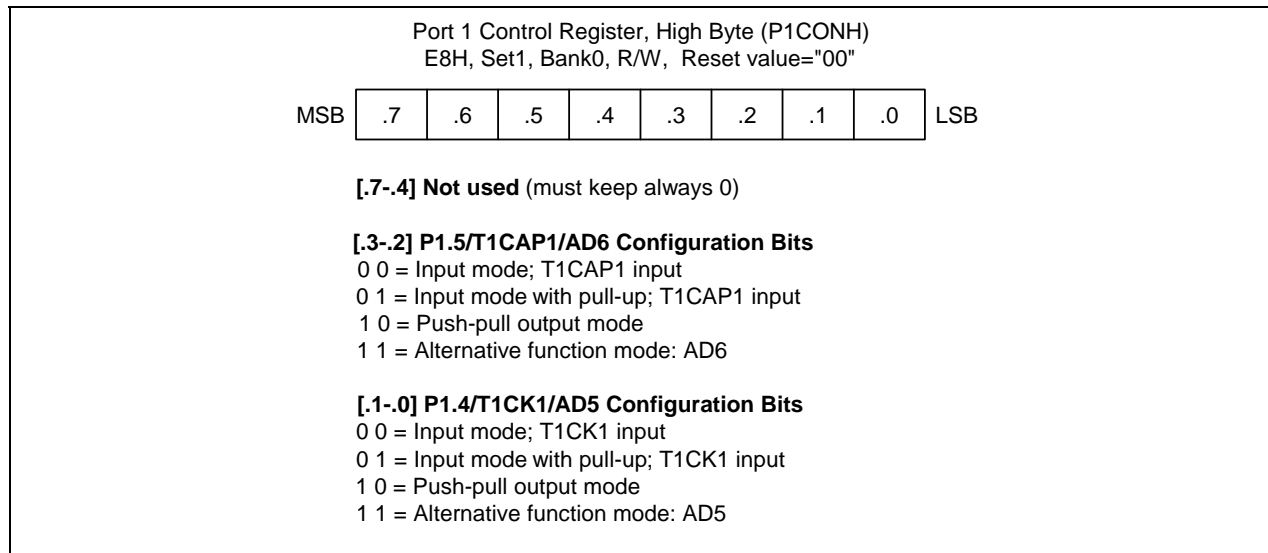 Port 1 Control Register, High Byte (P1CONH)
E8H, Set1, Bank0, R/W, Reset value="00"
MSB .7 .6 .5 .4 .3 .2 .1 .0 LSB
[.7-.4] Not used (must keep always 0)
[.3-.2] P1.5/T1CAP1/AD6 Configuration Bits
0 0 = Input mode; T1CAP1 input
0 1 = Input mode with pull-up; T1CAP1 input
1 0 = Push-pull output mode
1 1 = Alternative function mode: AD6
[.1-.0] P1.4/T1CK1/AD5 Configuration Bits
0 0 = Input mode; T1CK1 input
0 1 = Input mode with pull-up; T1CK1 input
1 0 = Push-pull output mode
1 1 = Alternative function mode: AD5